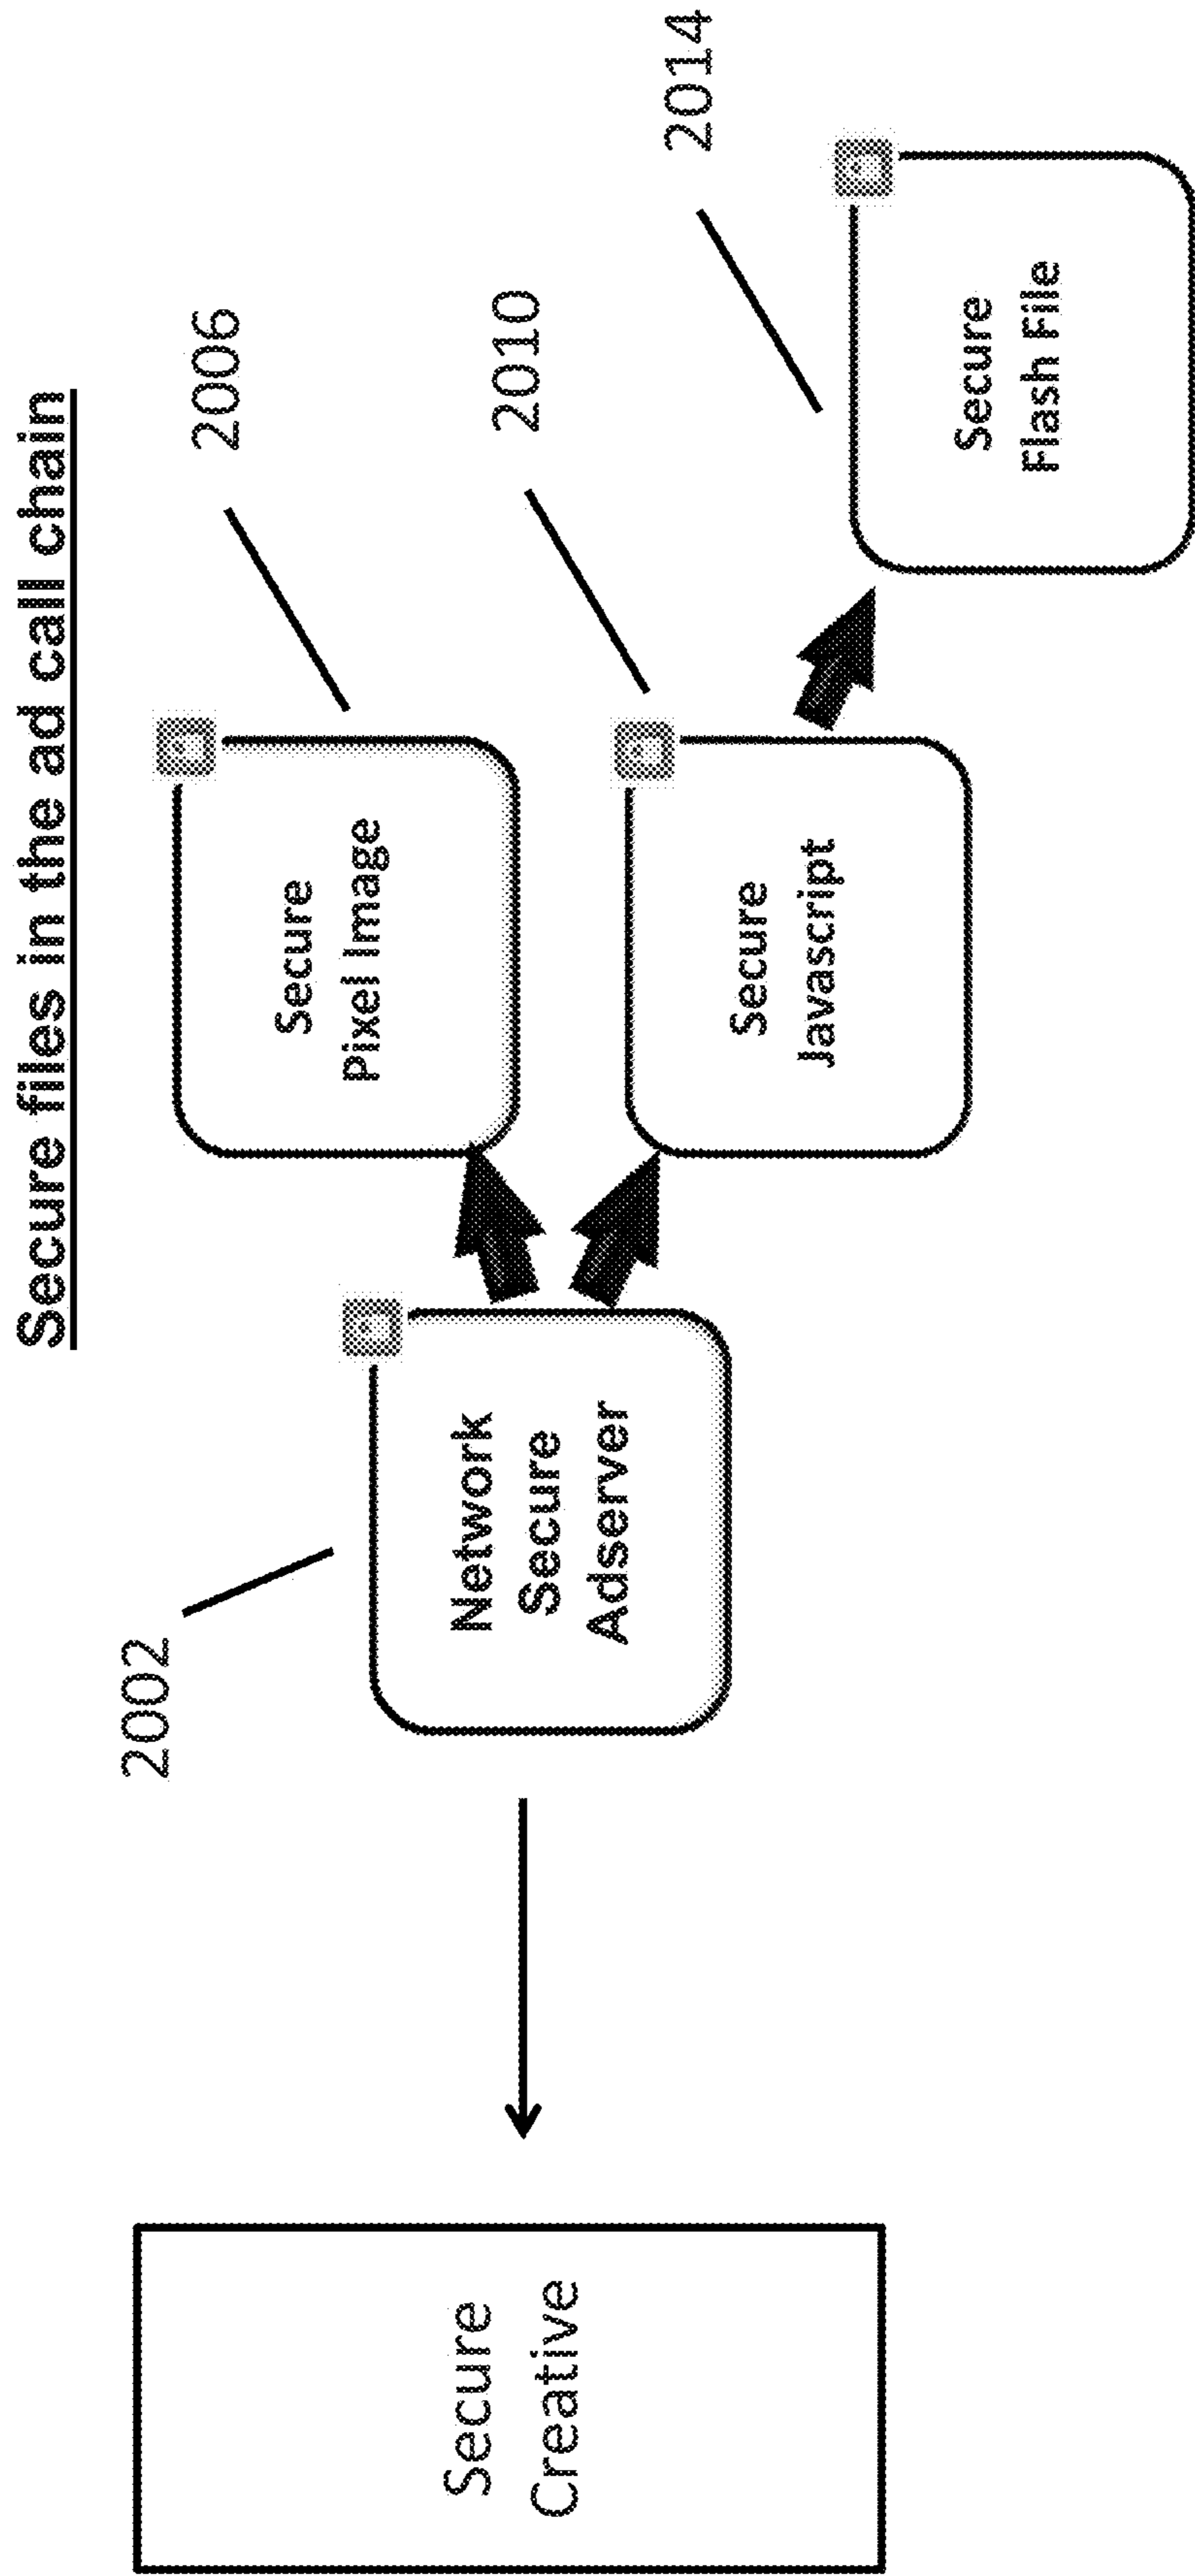 Secure files in the ad call chain
2002
2006
2010
2014
Secure
Creative
Network
Secure
Adserver
Secure
Pixel Image
Secure
Javascript
Secure
Flash File